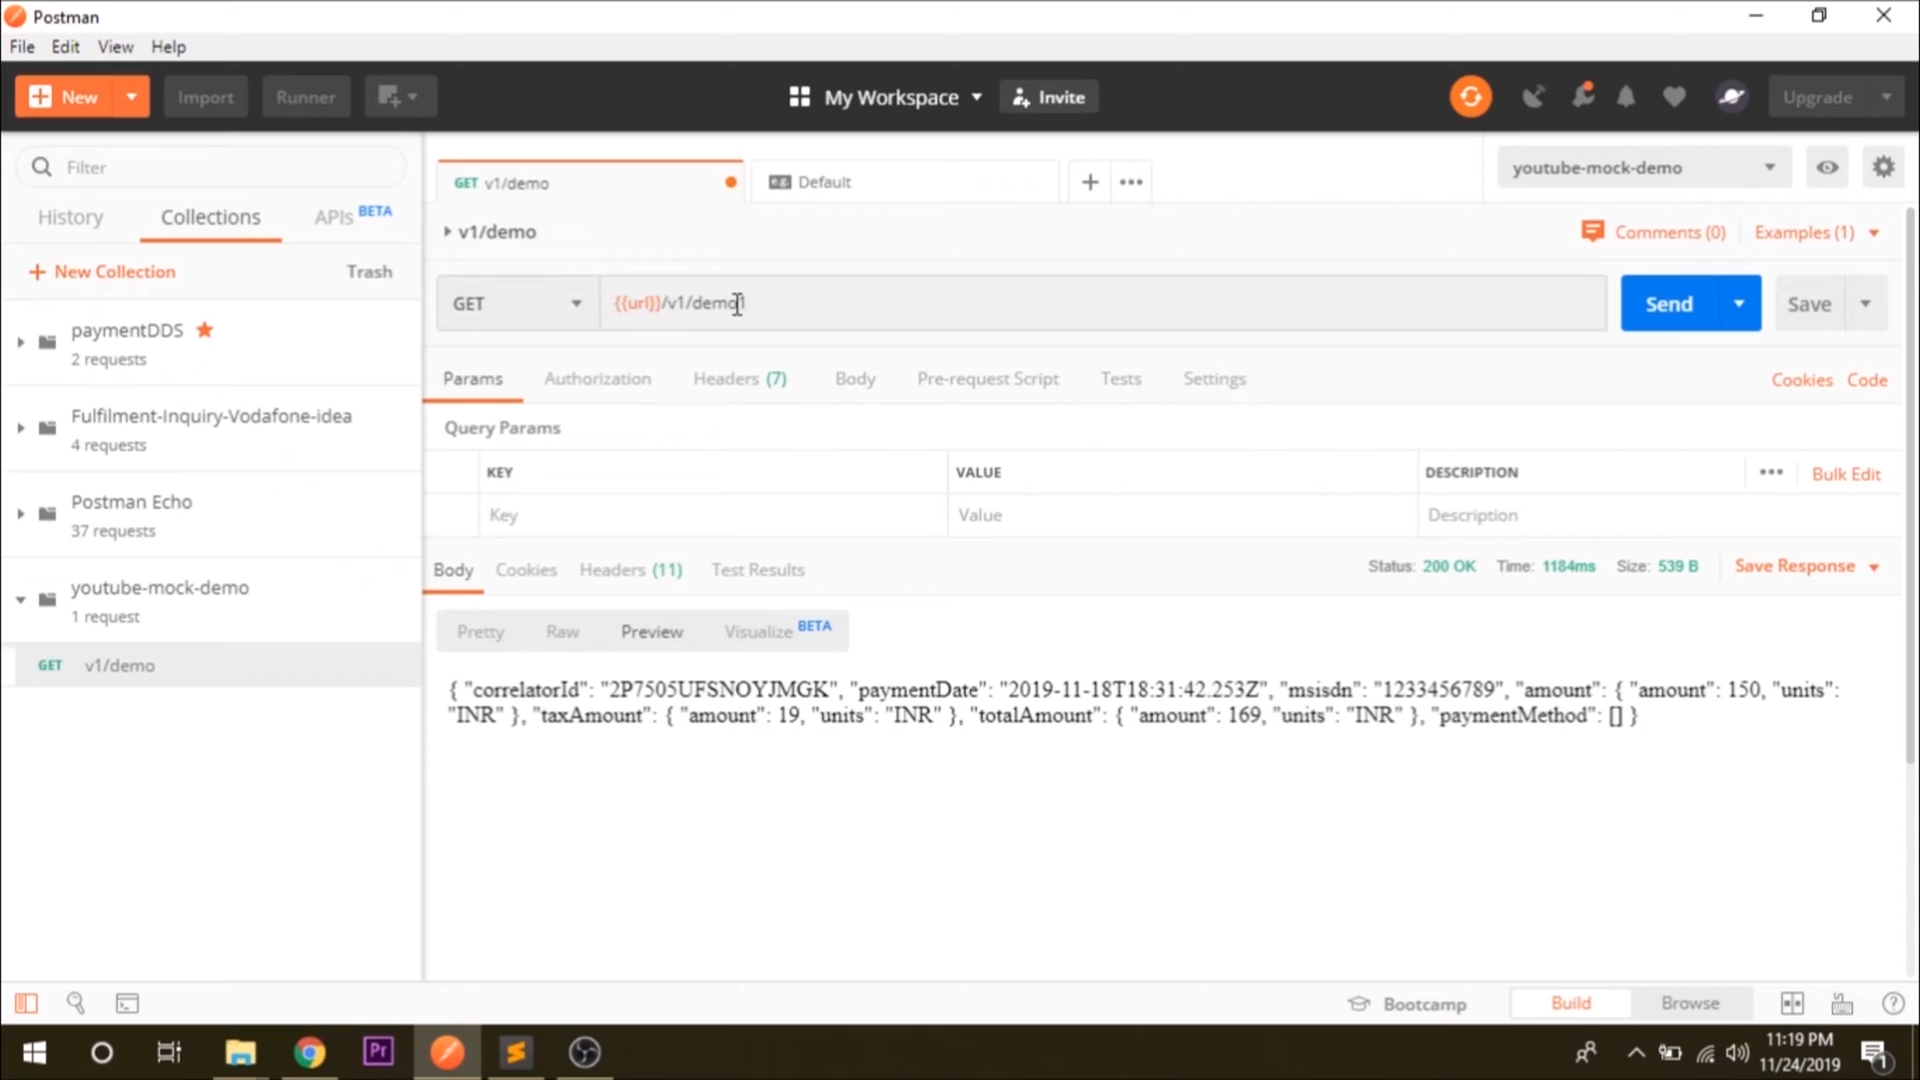 Postman
File Edit View Help
New Import Runner My Workspace Invite Upgrade
Filter
History Collections APIs BETA
New Collection Trash
paymentDDS
2 requests
Fulfilment-Inquiry-Vodafone-idea
4 requests
Postman Echo
37 requests
youtube-mock-demo
1 request
GET v1/demo
GET v1/demo e.g. Default youtube-mock-demo
v1/demo Comments (0) Examples (1)
GET {{url}}/v1/demo1 Send Save
Params Authorization Headers (7) Body Pre-request Script Tests Settings Cookies Code
Query Params
KEY VALUE DESCRIPTION Bulk Edit
Key Value Description
Body Cookies Headers (11) Test Results Status: 200 OK Time: 1184ms Size: 539 B Save Response
Pretty Raw Preview Visualize BETA
{ "correlatorId": "2P7505UFSNOYJMGK", "paymentDate": "2019-11-18T18:31:42.253Z", "msisdn": "1233456789", "amount": { "amount": 150, "units":
"INR" }, "taxAmount": { "amount": 19, "units": "INR" }, "totalAmount": { "amount": 169, "units": "INR" }, "paymentMethod": [] }
Bootcamp Build Browse
Pr
11:19 PM
11/24/2019
1